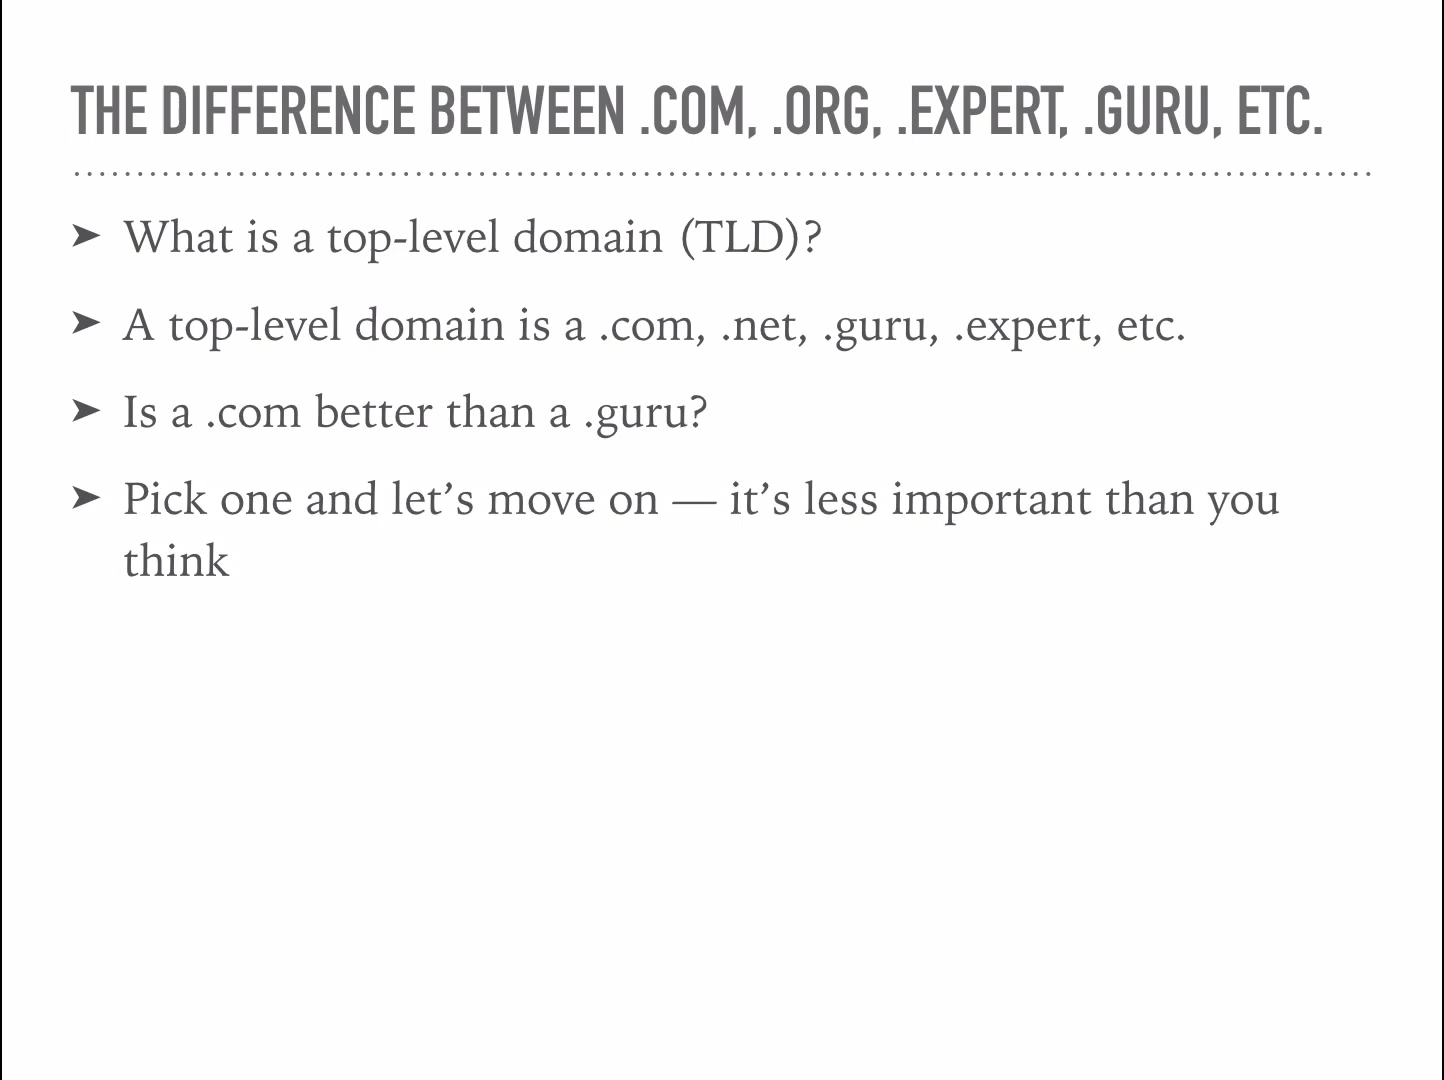 THE DIFFERENCE BETWEEN .COM, .ORG, .EXPERT, .GURU, ETC.
➤ What is a top-level domain (TLD)?
➤ A top-level domain is a .com, .net, .guru, .expert, etc.
➤ Is a .com better than a .guru?
➤ Pick one and let’s move on — it’s less important than you
think